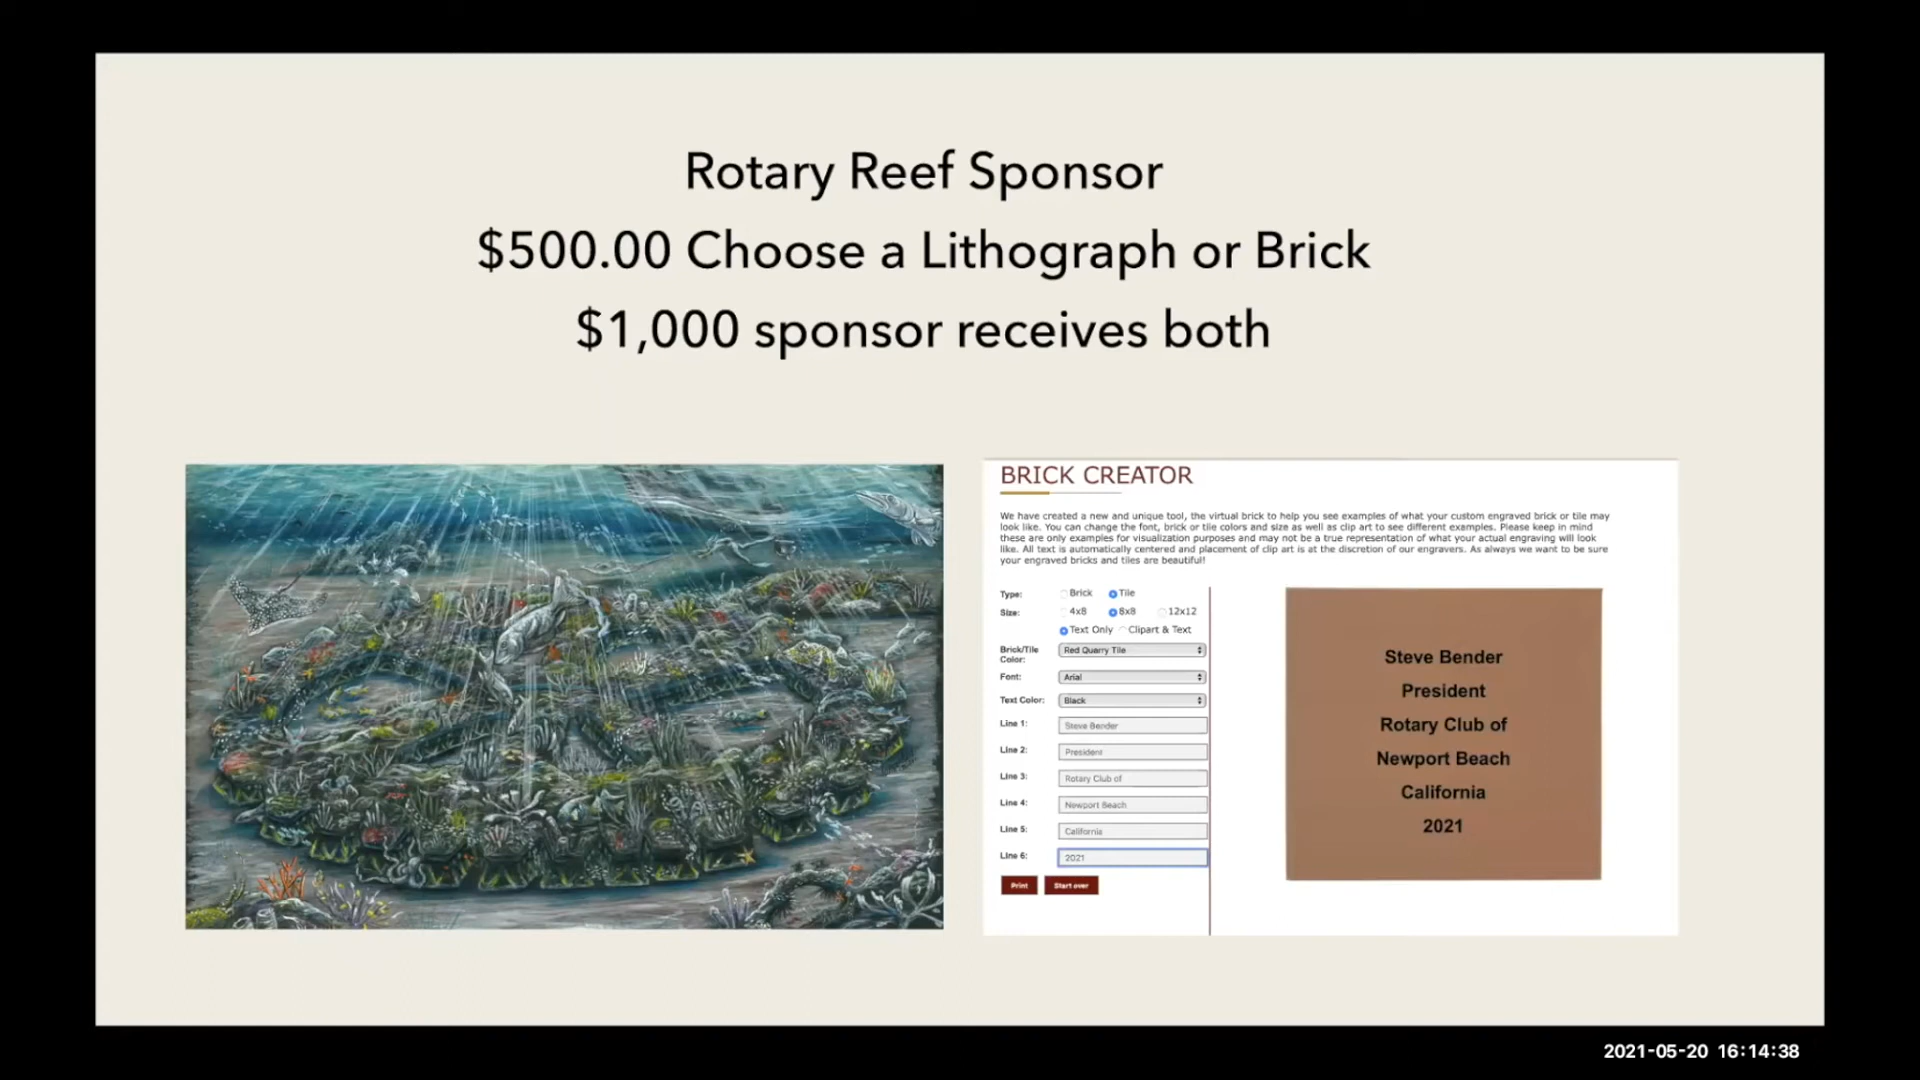 Rotary Reef Sponsor
$500.00 Choose a Lithograph or Brick
$1,000 sponsor receives both
BRICK CREATOR
We have created a new and unique tool, the virtual brick to help you see examples of what your custom engraved brick or tile may
look like. You can change the font, brick or tile colors and size as well as clip art to see different examples. Please keep in mind
these are only examples for visualization purposes and may not be a true representation of what your actual engraving will look
like. All text is automatically centered and placement of clip art is at the discretion of our engravers. As always we want to be sure
your engraved bricks and tiles are beautiful!
Type: Brick Tile
Size: 4x8 8x8 12x12
Text Only Clipart & Text
Brick/Tile Color: Red Quarry Tile
Font: Arial
Text Color: Black
Line 1: Steve Bender
Line 2: President
Line 3: Rotary Club of
Line 4: Newport Beach
Line 5: California
Line 6: 2021
Print Start over
Steve Bender
President
Rotary Club of
Newport Beach
California
2021
2021-05-20 16:14:38